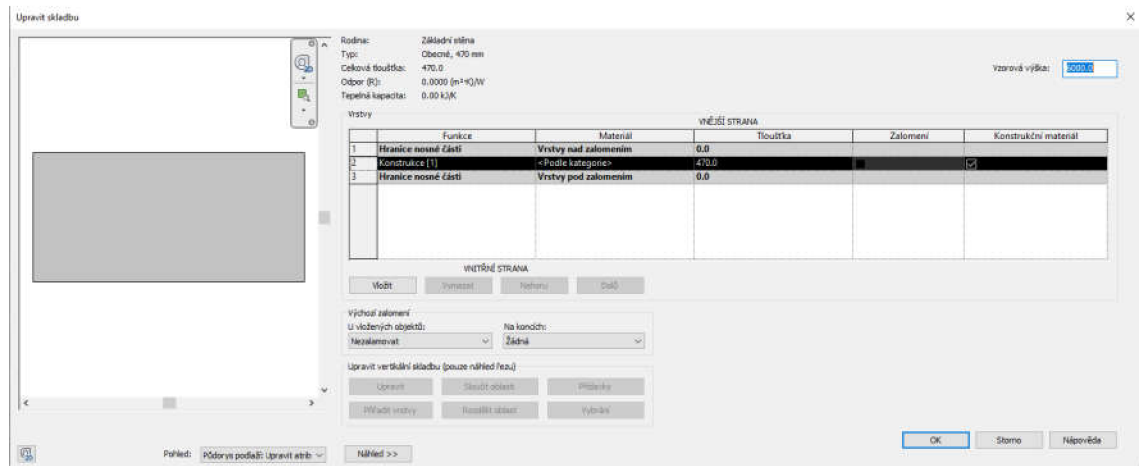 Upravit skladbu
Rodina: Základní stěna
Typ: Obecné, 470 mm
Celková tloušťka: 470.0
Odpor (R): 0.0000 (m²·K)/W
Tepelná kapacita: 0.00 kJ/K
Vzorová výška: 6000.0
Vrstvy
VNĚJŠÍ STRANA
Funkce Materiál Tloušťka Zalomení Konstrukční materiál
1 Hranice nosné části Vrstvy nad zalomením 0.0
2 Konstrukce [1] <Podle kategorie> 470.0
3 Hranice nosné části Vrstvy pod zalomením 0.0
VNITŘNÍ STRANA
Vložit Vymazat Nahoru Dolů
Výchozí zalomení
U vložených objektů: Na koncích:
Nezalamovat Žádná
Upravit vertikální skladbu (pouze náhled řezu)
Upravit Sloučit oblasti Přídavky
Přiřadit vrstvy Rozdělit oblast Vybrání
OK Storno Nápověda
Pohled: Půdorys podlaží: Upravit atrib Náhled >>